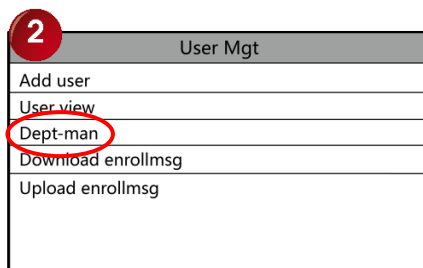 2
User Mgt
Add user
User view
Dept-man
Download enrollmsg
Upload enrollmsg